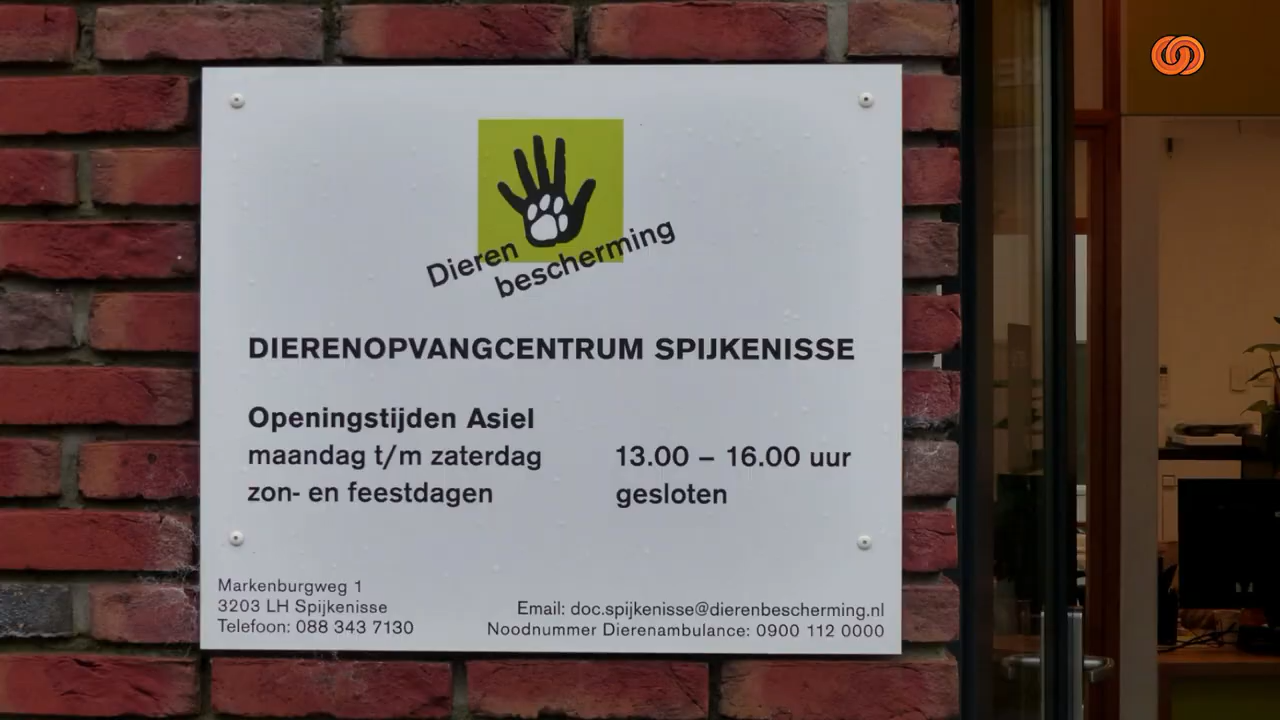 Dieren
bescherming
DIERENOPVANGCENTRUM SPIJKENISSE
Openingstijden Asiel
maandag t/m zaterdag 13.00 – 16.00 uur
zon- en feestdagen gesloten
Markenburgweg 1
3203 LH Spijkenisse
Telefoon: 088 343 7130
Email: doc.spijkenisse@dierenbescherming.nl
Noodnummer Dierenambulance: 0900 112 0000